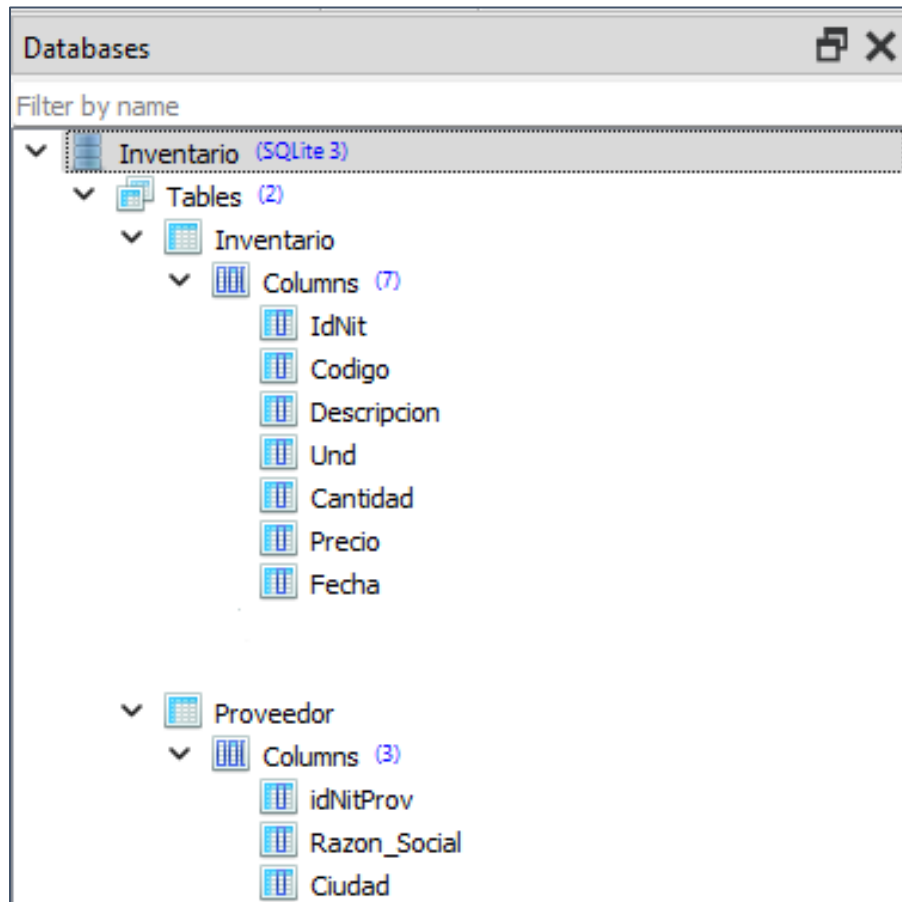 Databases
Filter by name
Inventario (SQLite 3)
Tables (2)
Inventario
Columns (7)
IdNit
Codigo
Descripcion
Und
Cantidad
Precio
Fecha
Proveedor
Columns (3)
idNitProv
Razon_Social
Ciudad